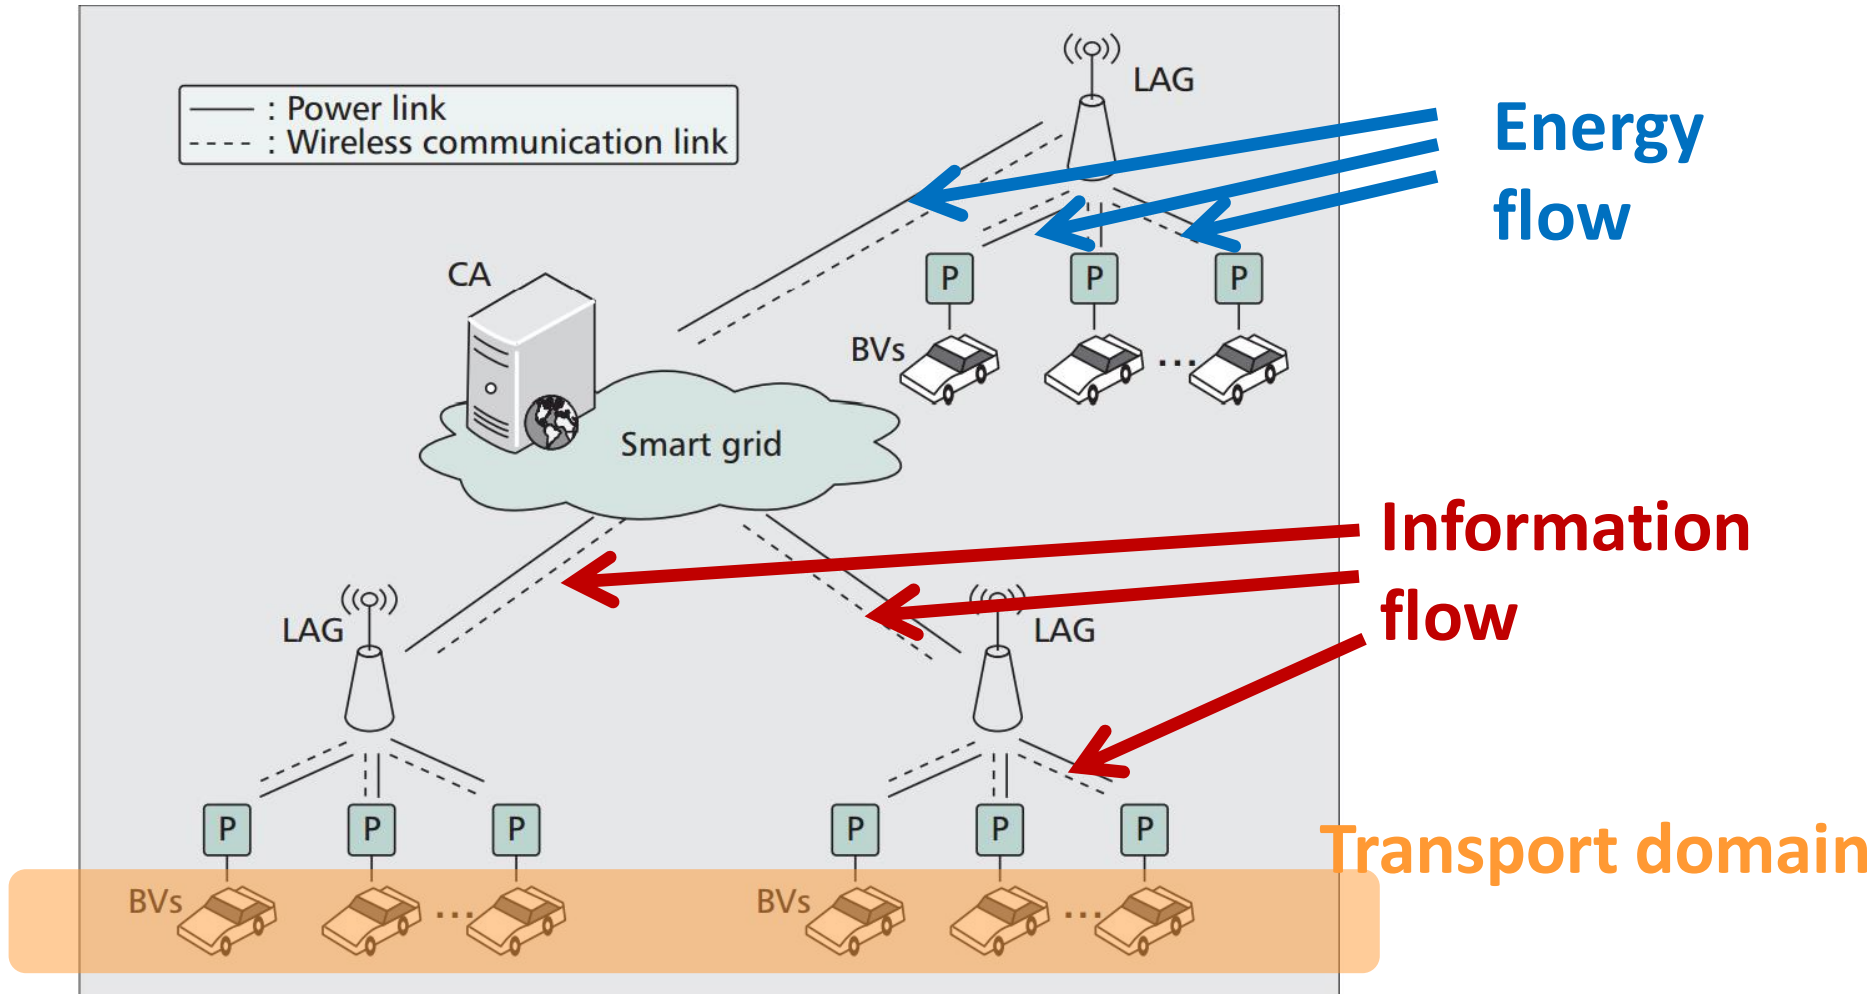 LAG
: Power link
: Wireless communication link
Energy
flow
CA
P
P
P
BVs
...
Smart grid
Information
flow
LAG
LAG
P
P
P
P
P
P
Transport domain
BVs
...
BVs
...